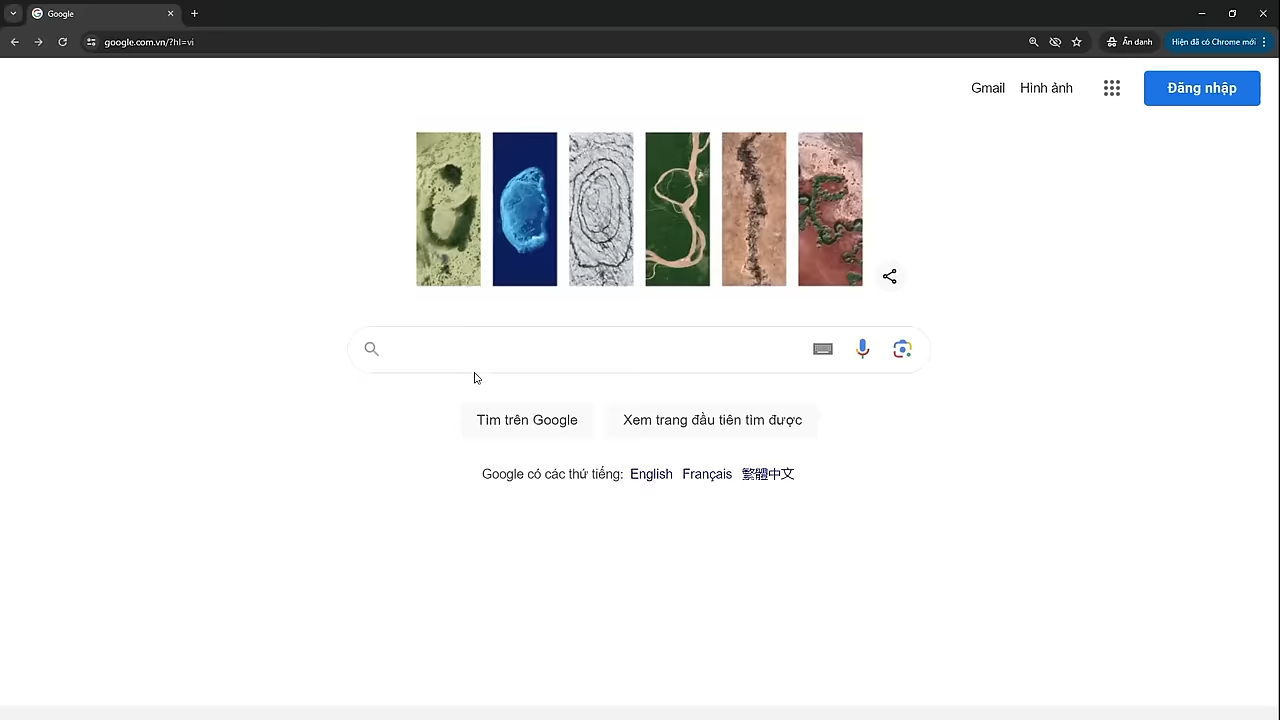 Google
google.com.vn/?hl=vi
Ẩn danh
Hiện đã có Chrome mới
Gmail
Hình ảnh
Đăng nhập
Tìm trên Google
Xem trang đầu tiên tìm được
Google có các thứ tiếng: English Français 繁體中文